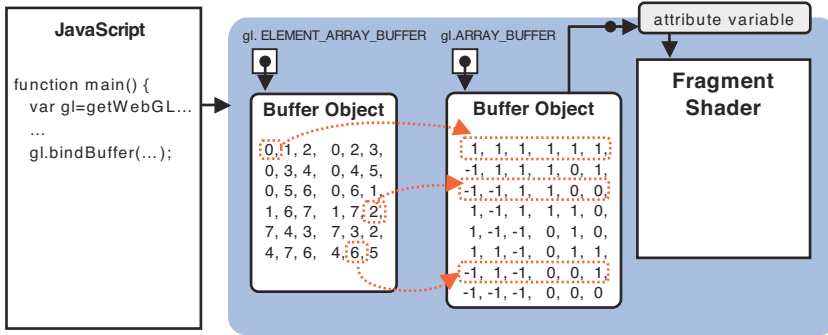 JavaScript
function main() {
var gl=getWebGL...
...
gl.bindBuffer(...);
gl. ELEMENT_ARRAY_BUFFER
Buffer Object
0, 1, 2, 0, 2, 3,
0, 3, 4, 0, 4, 5,
0, 5, 6, 0, 6, 1,
1, 6, 7, 1, 7, 2,
7, 4, 3, 7, 3, 2,
4, 7, 6, 4, 6, 5
gl.ARRAY_BUFFER
Buffer Object
1, 1, 1, 1, 1, 1,
-1, 1, 1, 1, 0, 1,
-1, -1, 1, 1, 0, 0,
1, -1, 1, 1, 1, 0,
1, -1, -1, 0, 1, 0,
1, 1, -1, 0, 1, 1,
-1, 1, -1, 0, 0, 1,
-1, -1, -1, 0, 0, 0
attribute variable
Fragment
Shader